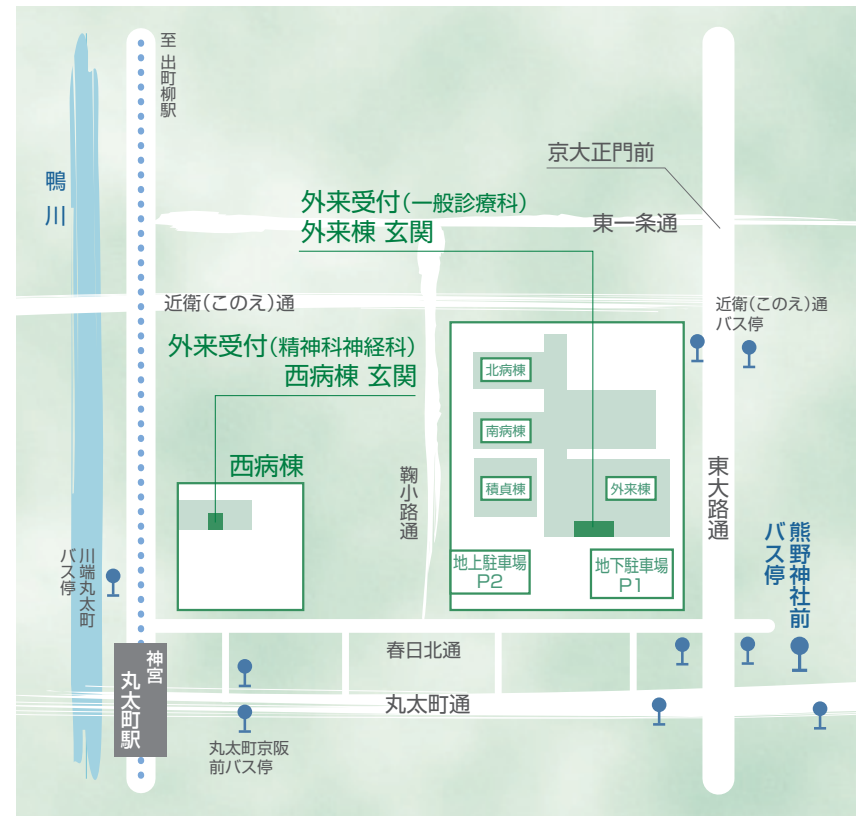 至 出町柳駅
鴨川
京大正門前
外来受付(一般診療科)
外来棟 玄関
東一条通
近衛(このえ)通
近衛(このえ)通
バス停
外来受付(精神科神経科)
西病棟 玄関
北病棟
南病棟
積貞棟
外来棟
西病棟
鞠小路通
東大路通
熊野神社前
バス停
川端丸太町
バス停
地上駐車場
P2
地下駐車場
P1
春日北通
神宮
丸太町駅
丸太町通
丸太町京阪
前バス停